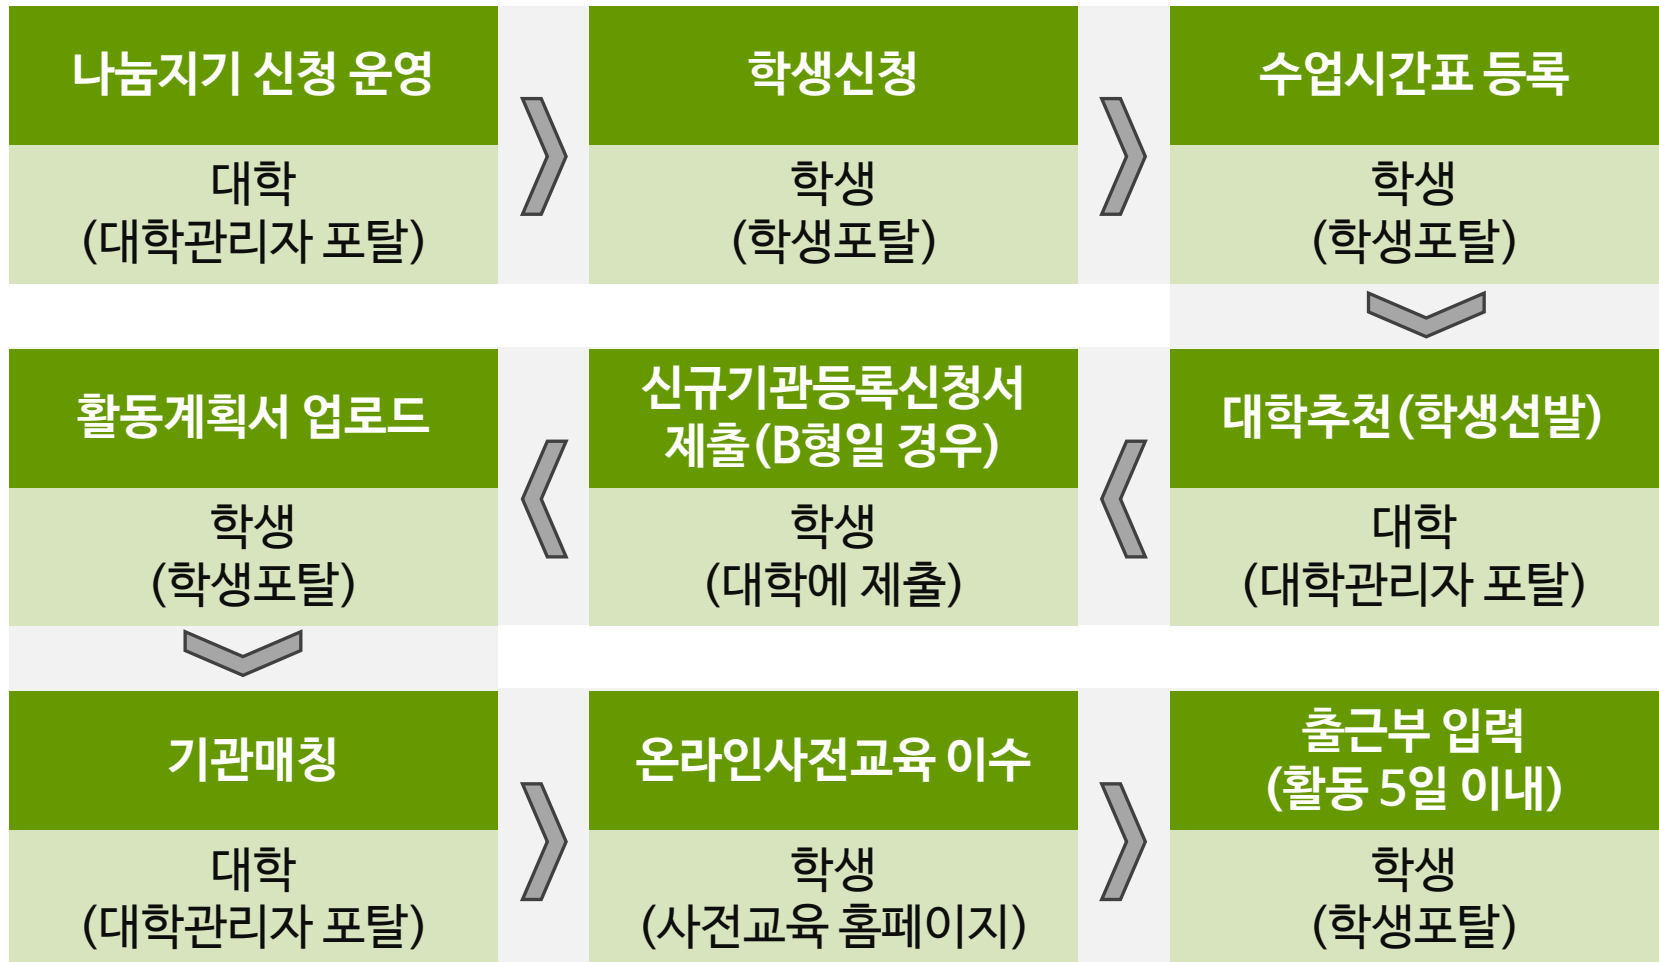 나눔지기 신청 운영
대학
(대학관리자 포탈)
학생신청
학생
(학생포탈)
수업시간표 등록
학생
(학생포탈)
대학추천(학생선발)
대학
(대학관리자 포탈)
신규기관등록신청서
제출(B형일 경우)
학생
(대학에 제출)
활동계획서 업로드
학생
(학생포탈)
기관매칭
대학
(대학관리자 포탈)
온라인사전교육 이수
학생
(사전교육 홈페이지)
출근부 입력
(활동 5일 이내)
학생
(학생포탈)